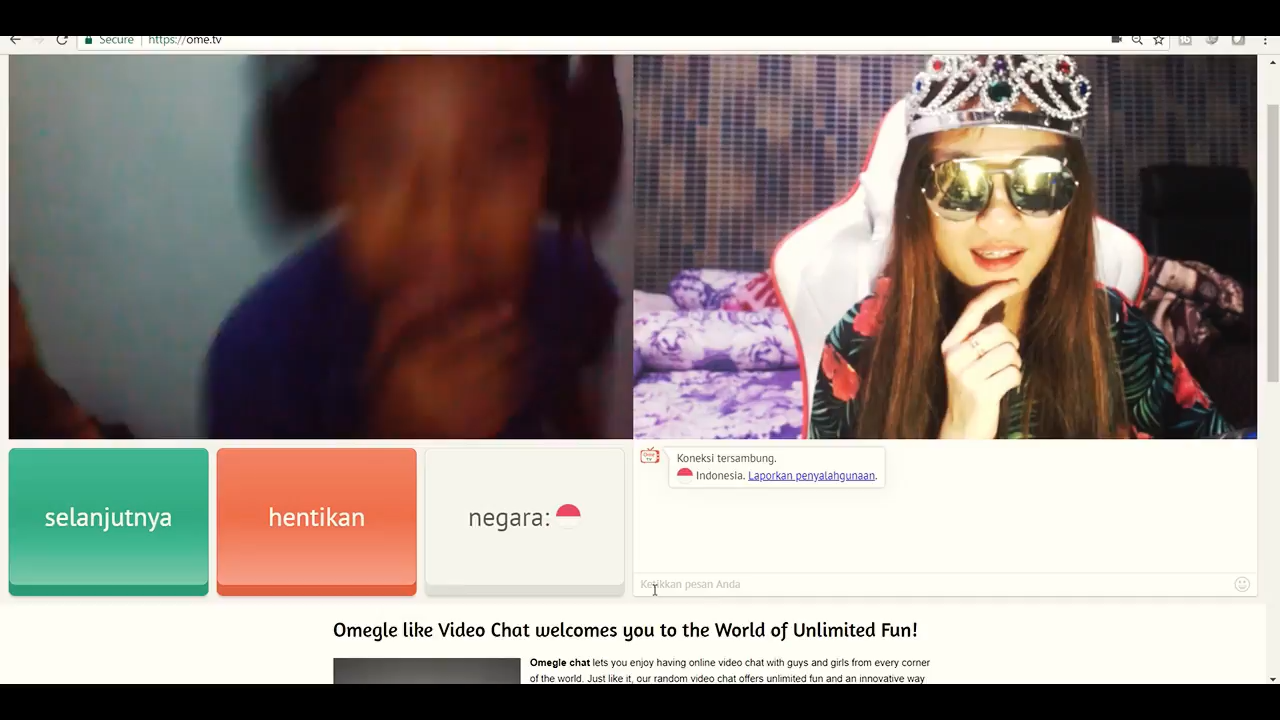 Secure
https://ome.tv
Koneksi tersambung.
Indonesia. Laporkan penyalahgunaan.
selanjutnya
hentikan
negara:
Ketikkan pesan Anda
Omegle like Video Chat welcomes you to the World of Unlimited Fun!
Omegle chat lets you enjoy having online video chat with guys and girls from every corner
of the world. Just like it, our random video chat offers unlimited fun and an innovative way